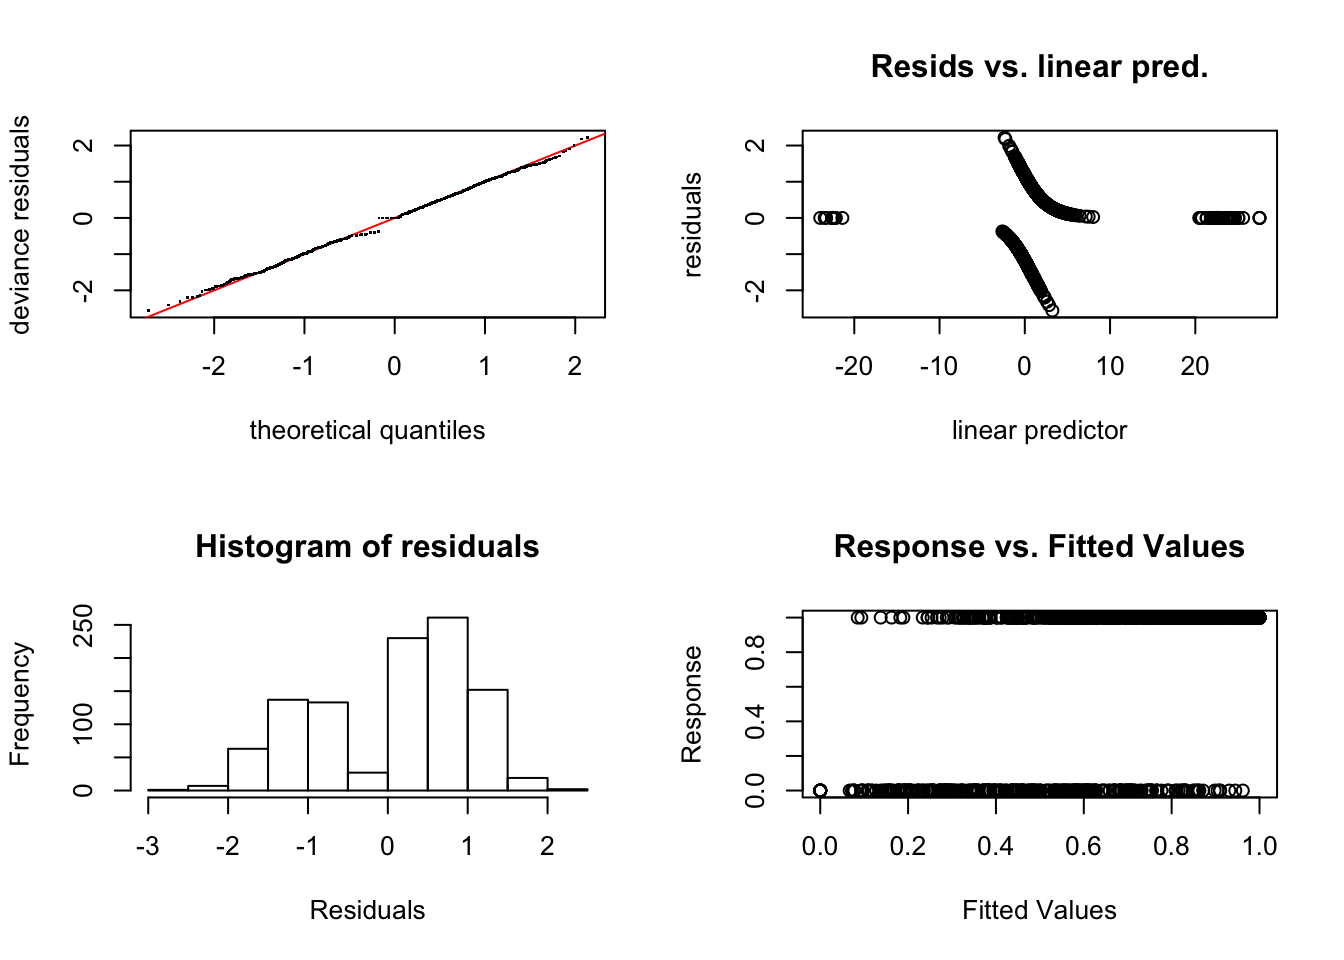 deviance residuals
2
0
-2
-2 -1 0 1 2
theoretical quantiles
Resids vs. linear pred.
residuals
2
0
-2
-20 -10 0 10 20
linear predictor
Histogram of residuals
Frequency
250
100
0
-3 -2 -1 0 1 2
Residuals
Response vs. Fitted Values
Response
0.8
0.4
0.0
0.0 0.2 0.4 0.6 0.8 1.0
Fitted Values